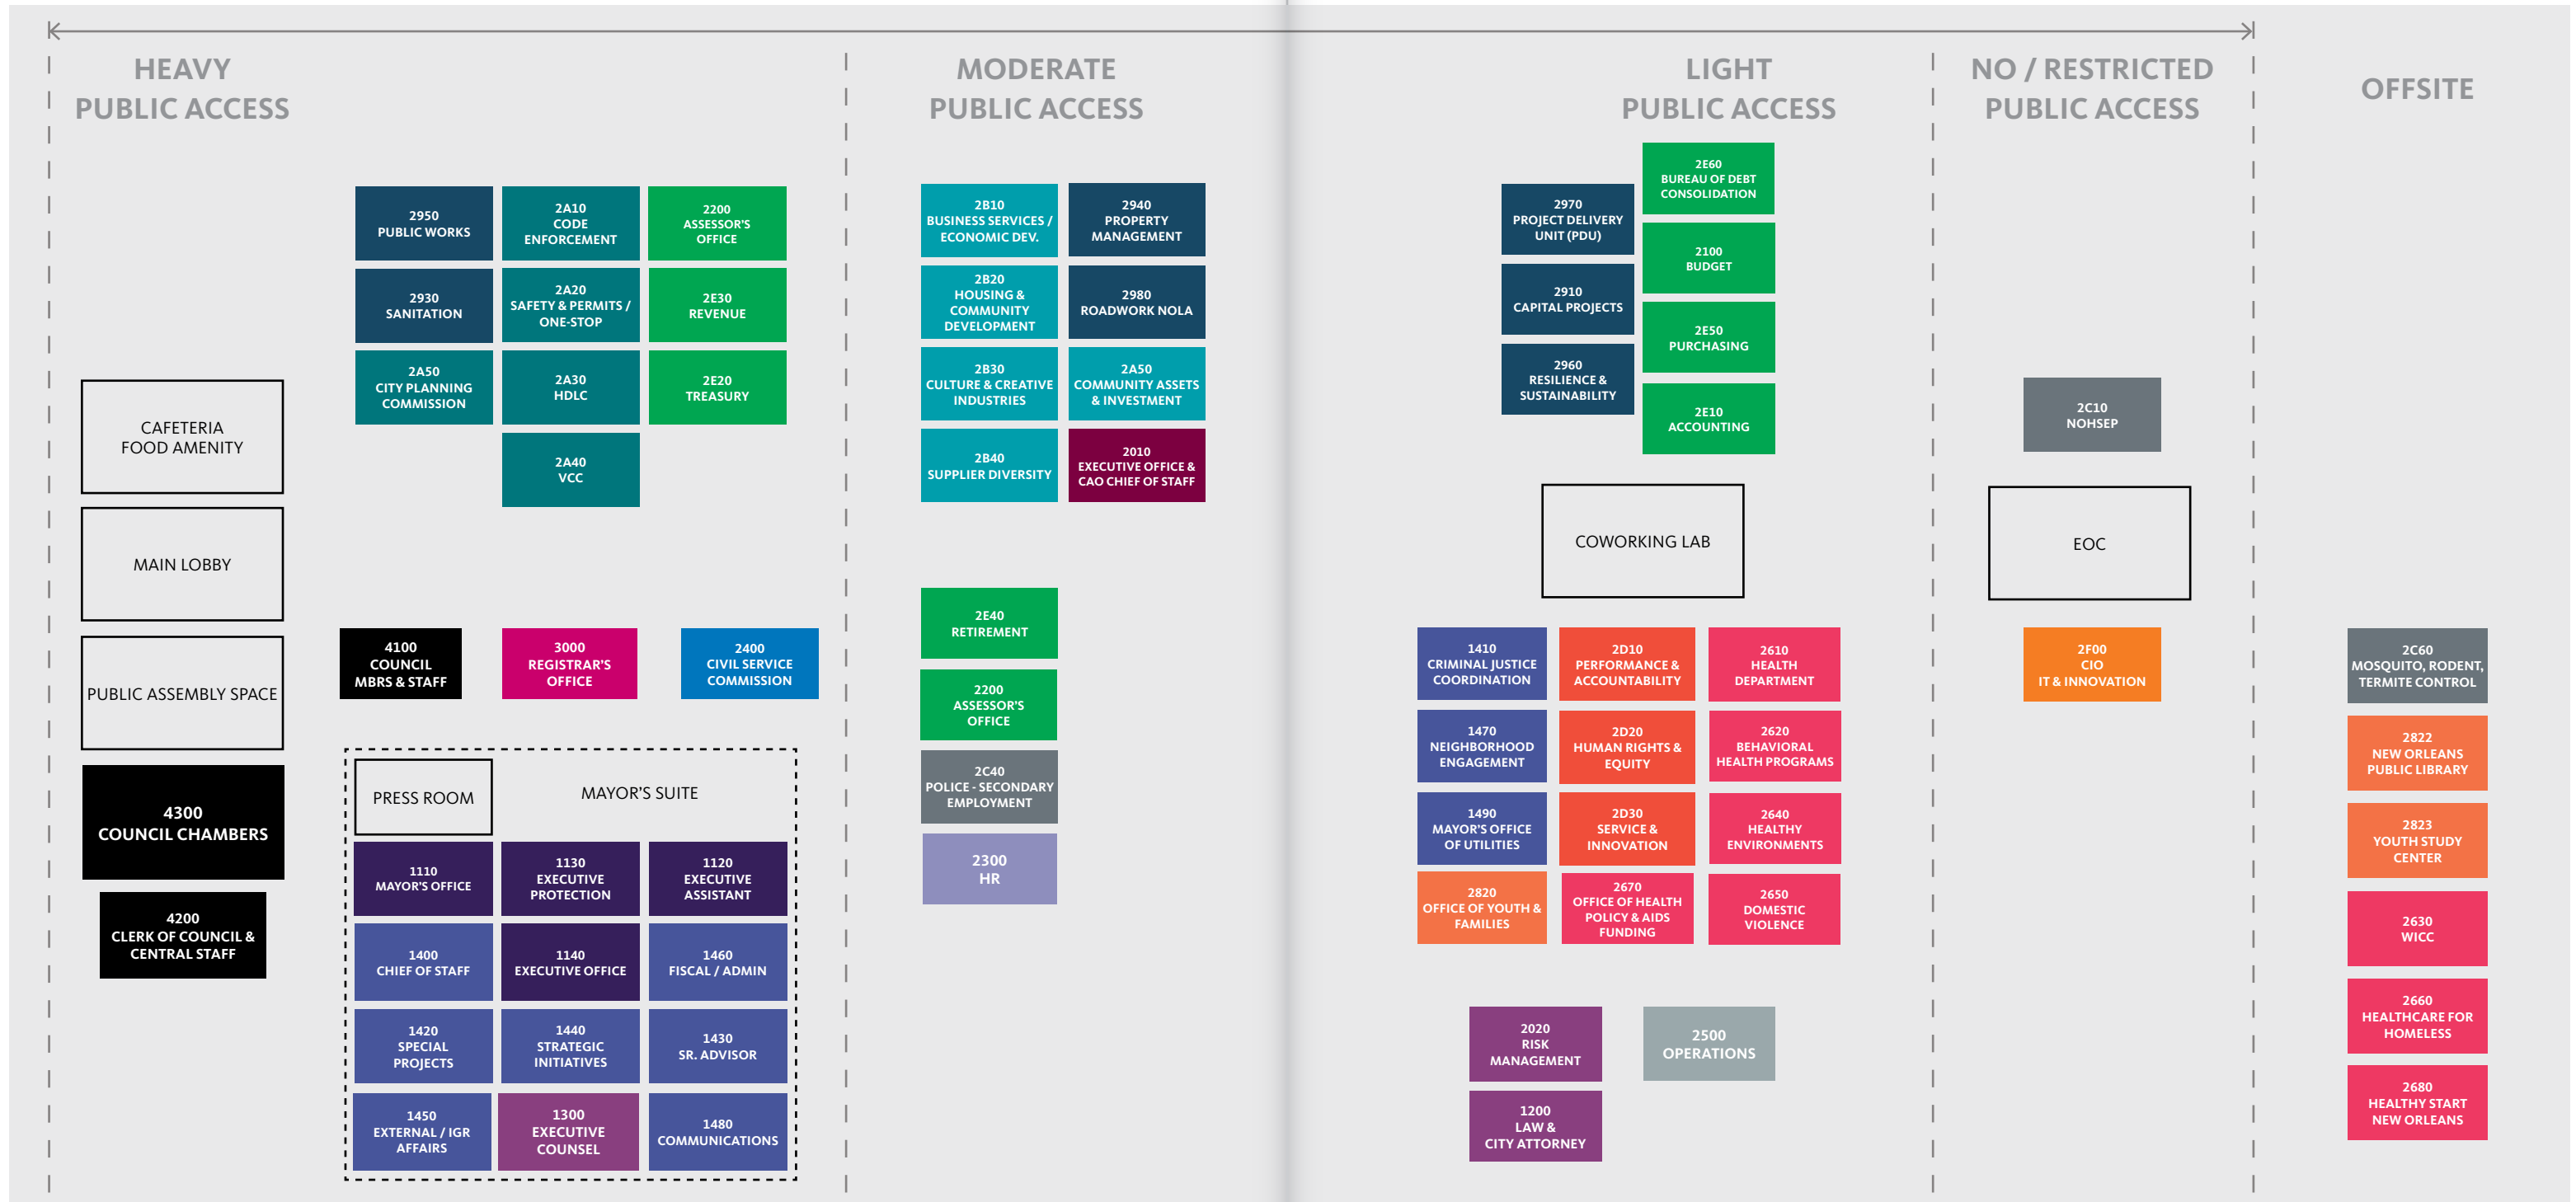 HEAVY
PUBLIC ACCESS
MODERATE
PUBLIC ACCESS
LIGHT
PUBLIC ACCESS
NO / RESTRICTED
PUBLIC ACCESS
OFFSITE
CAFETERIA
FOOD AMENITY
MAIN LOBBY
PUBLIC ASSEMBLY SPACE
4300
COUNCIL CHAMBERS
4200
CLERK OF COUNCIL &
CENTRAL STAFF
2950
PUBLIC WORKS
2A10
CODE
ENFORCEMENT
2200
ASSESSOR'S
OFFICE
2930
SANITATION
2A20
SAFETY & PERMITS /
ONE-STOP
2E30
REVENUE
2A50
CITY PLANNING
COMMISSION
2A30
HDLC
2E20
TREASURY
2A40
VCC
4100
COUNCIL
MBRS & STAFF
3000
REGISTRAR'S
OFFICE
2400
CIVIL SERVICE
COMMISSION
PRESS ROOM
MAYOR'S SUITE
1110
MAYOR'S OFFICE
1130
EXECUTIVE
PROTECTION
1120
EXECUTIVE
ASSISTANT
1400
CHIEF OF STAFF
1140
EXECUTIVE OFFICE
1460
FISCAL / ADMIN
1420
SPECIAL
PROJECTS
1440
STRATEGIC
INITIATIVES
1430
SR. ADVISOR
1450
EXTERNAL / IGR
AFFAIRS
1300
EXECUTIVE
COUNSEL
1480
COMMUNICATIONS
2B10
BUSINESS SERVICES /
ECONOMIC DEV.
2940
PROPERTY
MANAGEMENT
2B20
HOUSING &
COMMUNITY
DEVELOPMENT
2980
ROADWORK NOLA
2B30
CULTURE & CREATIVE
INDUSTRIES
2A50
COMMUNITY ASSETS
& INVESTMENT
2B40
SUPPLIER DIVERSITY
2010
EXECUTIVE OFFICE &
CAO CHIEF OF STAFF
2E40
RETIREMENT
2200
ASSESSOR'S
OFFICE
2C40
POLICE - SECONDARY
EMPLOYMENT
2300
HR
2970
PROJECT DELIVERY
UNIT (PDU)
2910
CAPITAL PROJECTS
2960
RESILIENCE &
SUSTAINABILITY
2E60
BUREAU OF DEBT
CONSOLIDATION
2100
BUDGET
2E50
PURCHASING
2E10
ACCOUNTING
COWORKING LAB
1410
CRIMINAL JUSTICE
COORDINATION
2D10
PERFORMANCE &
ACCOUNTABILITY
2610
HEALTH
DEPARTMENT
1470
NEIGHBORHOOD
ENGAGEMENT
2D20
HUMAN RIGHTS &
EQUITY
2620
BEHAVIORAL
HEALTH PROGRAMS
1490
MAYOR'S OFFICE
OF UTILITIES
2D30
SERVICE &
INNOVATION
2640
HEALTHY
ENVIRONMENTS
2820
OFFICE OF YOUTH &
FAMILIES
2670
OFFICE OF HEALTH
POLICY & AIDS
FUNDING
2650
DOMESTIC
VIOLENCE
2020
RISK
MANAGEMENT
2500
OPERATIONS
1200
LAW &
CITY ATTORNEY
2C10
NOHSEP
EOC
2F00
CIO
IT & INNOVATION
2C60
MOSQUITO, RODENT,
TERMITE CONTROL
2822
NEW ORLEANS
PUBLIC LIBRARY
2823
YOUTH STUDY
CENTER
2630
WICC
2660
HEALTHCARE FOR
HOMELESS
2680
HEALTHY START
NEW ORLEANS